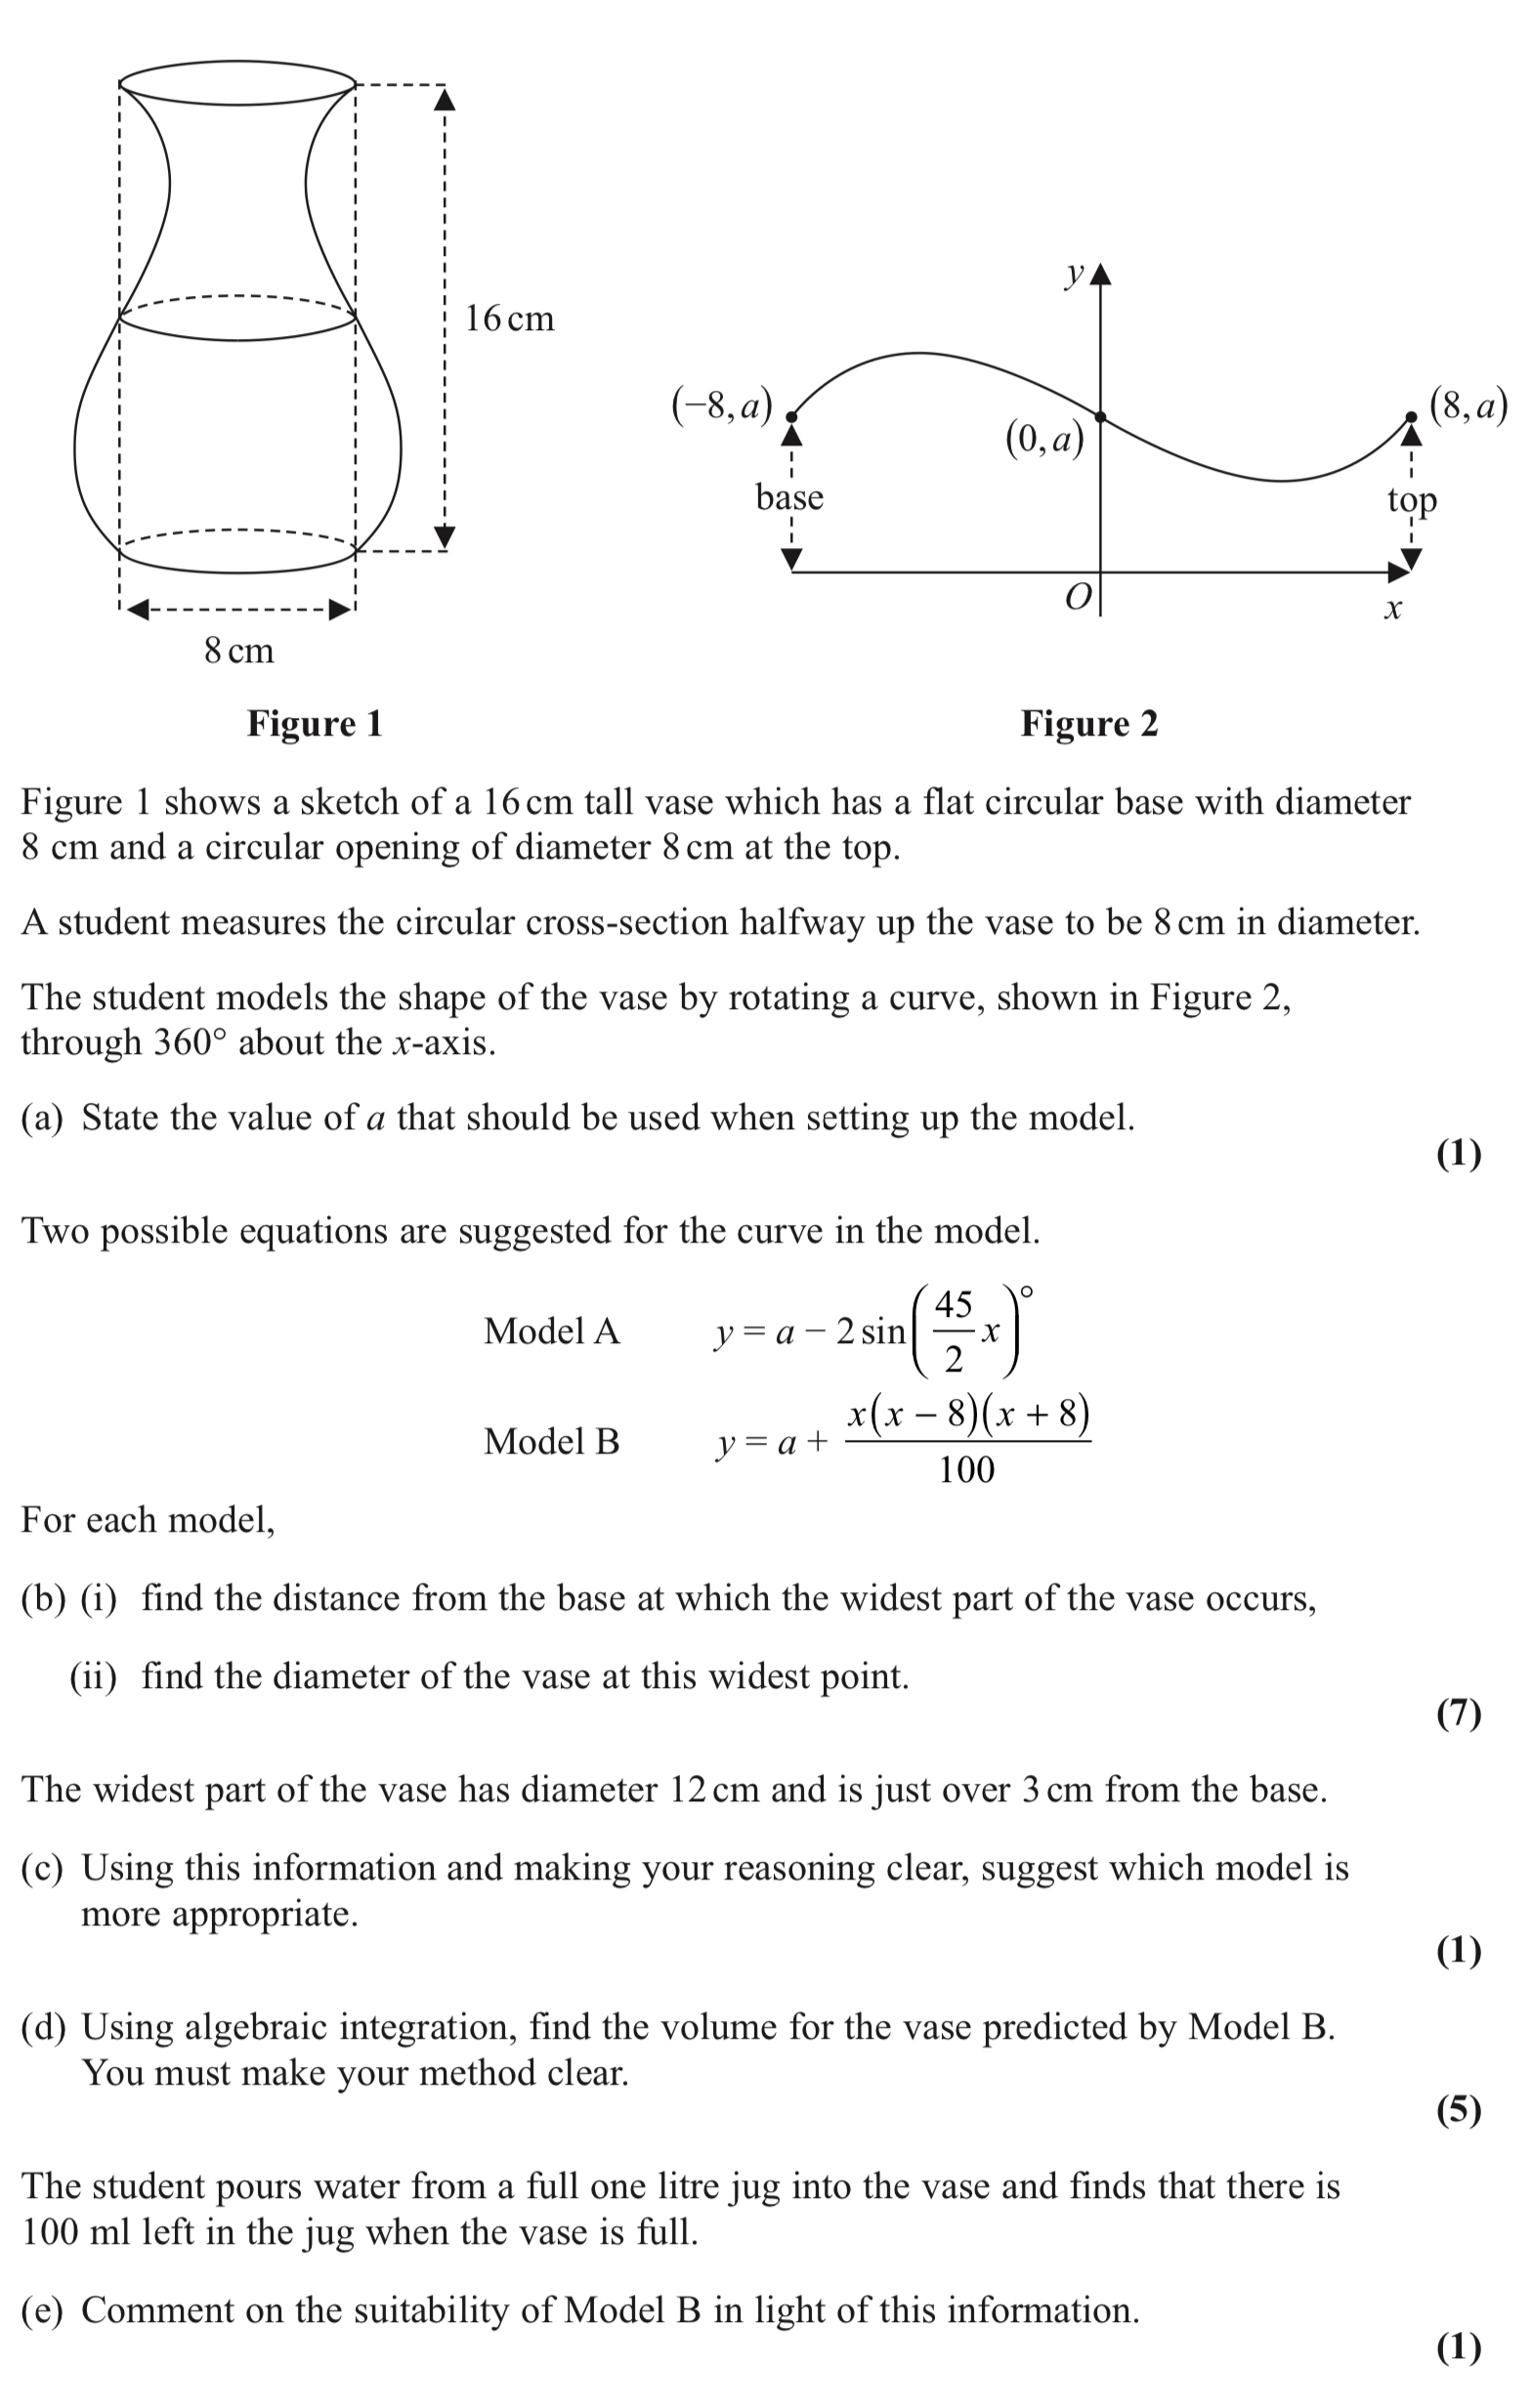 16 cm
8 cm
y
(−8, a)
(8, a)
(0, a)
base
top
O
x
Figure 1
Figure 2
Figure 1 shows a sketch of a 16 cm tall vase which has a flat circular base with diameter
8 cm and a circular opening of diameter 8 cm at the top.
A student measures the circular cross-section halfway up the vase to be 8 cm in diameter.
The student models the shape of the vase by rotating a curve, shown in Figure 2,
through 360° about the x-axis.
(a) State the value of a that should be used when setting up the model.
(1)
Two possible equations are suggested for the curve in the model.
Model A y = a − 2 sin(45/2 x)°
Model B y = a + x(x − 8)(x + 8)/100
For each model,
(b) (i) find the distance from the base at which the widest part of the vase occurs,
(ii) find the diameter of the vase at this widest point.
(7)
The widest part of the vase has diameter 12 cm and is just over 3 cm from the base.
(c) Using this information and making your reasoning clear, suggest which model is
more appropriate.
(1)
(d) Using algebraic integration, find the volume for the vase predicted by Model B.
You must make your method clear.
(5)
The student pours water from a full one litre jug into the vase and finds that there is
100 ml left in the jug when the vase is full.
(e) Comment on the suitability of Model B in light of this information.
(1)